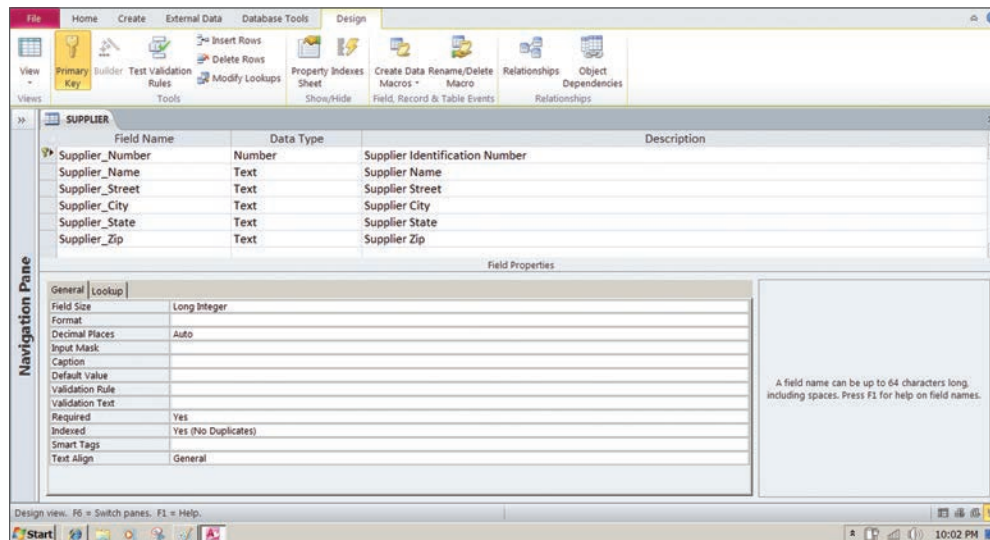 File Home Create External Data Database Tools Design
View
Primary Key
Builder
Test Validation Rules
Insert Rows
Delete Rows
Modify Lookups
Property Sheet
Indexes
Create Data Macros
Rename/Delete Macro
Relationships
Object Dependencies
Views Tools Show/Hide Field, Record & Table Events Relationships
SUPPLIER
Field Name Data Type Description
Supplier_Number Number Supplier Identification Number
Supplier_Name Text Supplier Name
Supplier_Street Text Supplier Street
Supplier_City Text Supplier City
Supplier_State Text Supplier State
Supplier_Zip Text Supplier Zip
Navigation Pane
Field Properties
General Lookup
Field Size Long Integer
Format
Decimal Places Auto
Input Mask
Caption
Default Value
Validation Rule
Validation Text
Required Yes
Indexed Yes (No Duplicates)
Smart Tags
Text Align General
A field name can be up to 64 characters long,
including spaces. Press F1 for help on field names.
Design view. F6 = Switch panes. F1 = Help.
Start 10:02 PM